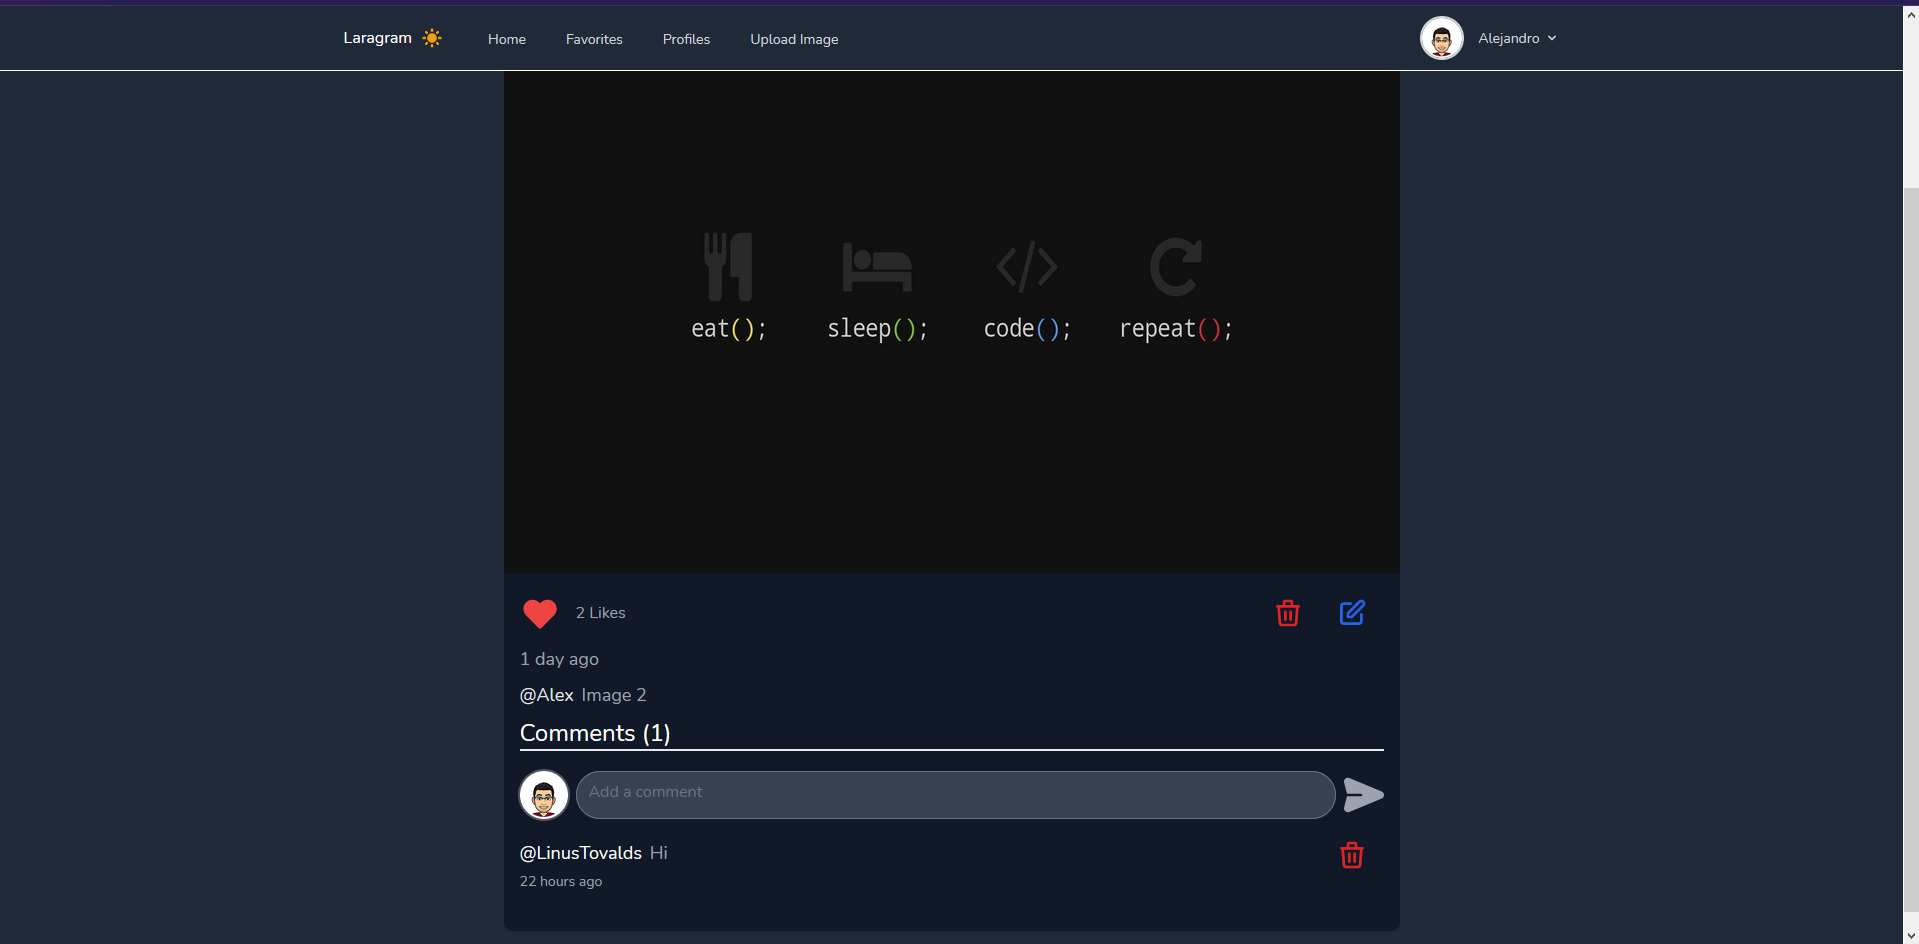 Laragram Home Favorites Profiles Upload Image Alejandro
eat(); sleep(); code(); repeat();
2 Likes
1 day ago
@Alex Image 2
Comments (1)
Add a comment
@LinusTovalds Hi
22 hours ago